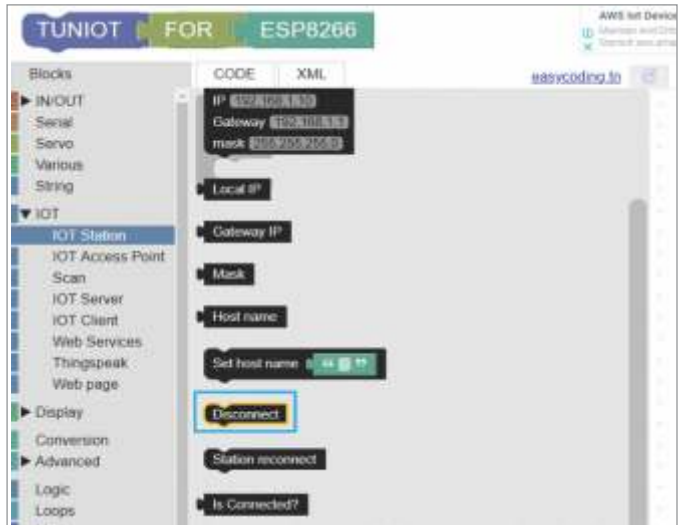 TUNIOT FOR ESP8266
AWS Iot Device
Blocks
CODE XML
easycoding.tn
IN/OUT
Serial
Servo
Various
String
IOT
IOT Station
IOT Access Point
Scan
IOT Server
IOT Client
Web Services
Thingspeak
Web page
Display
Conversion
Advanced
Logic
Loops
IP 192.168.1.10
Gateway 192.168.1.1
mask 255.255.255.0
Local IP
Gateway IP
Mask
Host name
Set host name “ ”
Disconnect
Station reconnect
Is Connected?